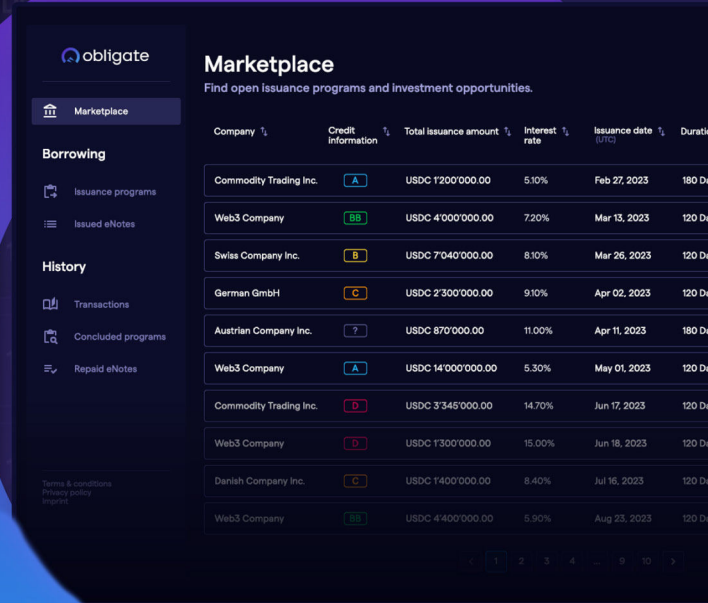 obligate
Marketplace
Borrowing
Issuance programs
Issued eNotes
History
Transactions
Concluded programs
Repaid eNotes
Terms & conditions
Privacy policy
Imprint
Marketplace
Find open issuance programs and investment opportunities.
Company Credit information Total issuance amount Interest rate Issuance date (UTC) Duratio
Commodity Trading Inc. A USDC 1'200'000.00 5.10% Feb 27, 2023 180 Da
Web3 Company BB USDC 4'000'000.00 7.20% Mar 13, 2023 120 Da
Swiss Company Inc. B USDC 7'040'000.00 8.10% Mar 26, 2023 120 Da
German GmbH C USDC 2'300'000.00 9.10% Apr 02, 2023 120 Da
Austrian Company Inc. ? USDC 870'000.00 11.00% Apr 11, 2023 180 Da
Web3 Company A USDC 14'000'000.00 5.30% May 01, 2023 120 Da
Commodity Trading Inc. D USDC 3'345'000.00 14.70% Jun 17, 2023 120 Da
Web3 Company D USDC 1'300'000.00 15.00% Jun 18, 2023 120 Da
Danish Company Inc. C USDC 1'400'000.00 8.40% Jul 16, 2023 120 Da
Web3 Company BB USDC 4'400'000.00 5.90% Aug 23, 2023 120 Da
< 1 2 3 4 ... 9 10 >